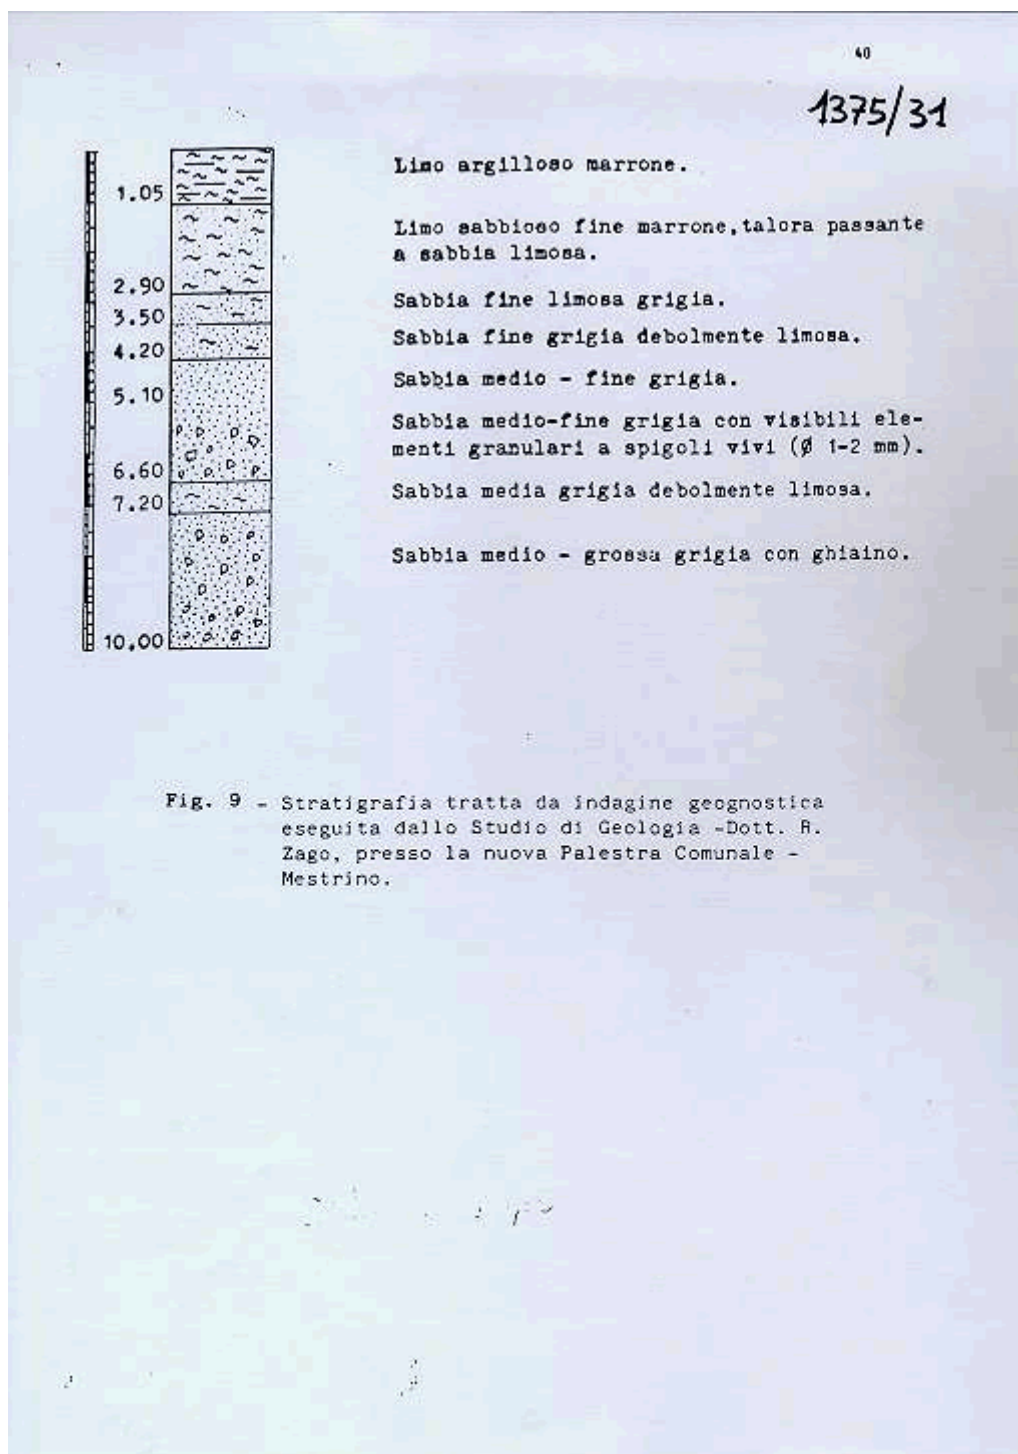 40
1375/31
1.05 Limo argilloso marrone.
Limo sabbioso fine marrone,talora passante
a sabbia limosa.
2.90
Sabbia fine limosa grigia.
3.50
Sabbia fine grigia debolmente limosa.
4.20
Sabbia medio - fine grigia.
5.10
Sabbia medio-fine grigia con visibili ele-
menti granulari a spigoli vivi (Ø 1-2 mm).
6.60
Sabbia media grigia debolmente limosa.
7.20
Sabbia medio - grossa grigia con ghiaino.
10,00
Fig. 9 - Stratigrafia tratta da indagine geognostica
eseguita dallo Studio di Geologia -Dott. R.
Zago, presso la nuova Palestra Comunale -
Mestrino.